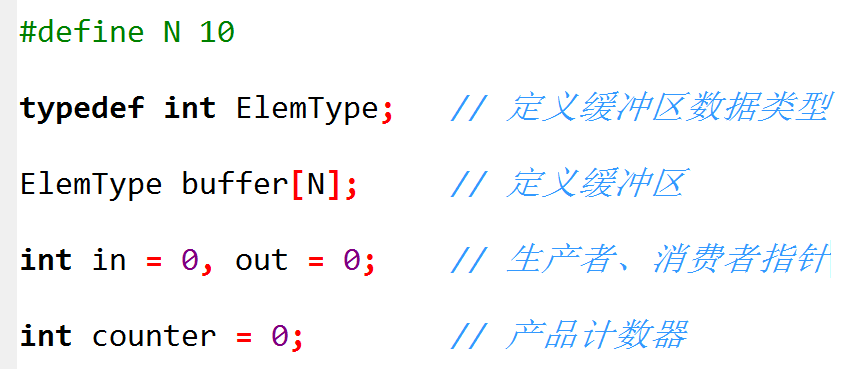 #define N 10
typedef int ElemType; // 定义缓冲区数据类型
ElemType buffer[N]; // 定义缓冲区
int in = 0, out = 0; // 生产者、消费者指针
int counter = 0; // 产品计数器